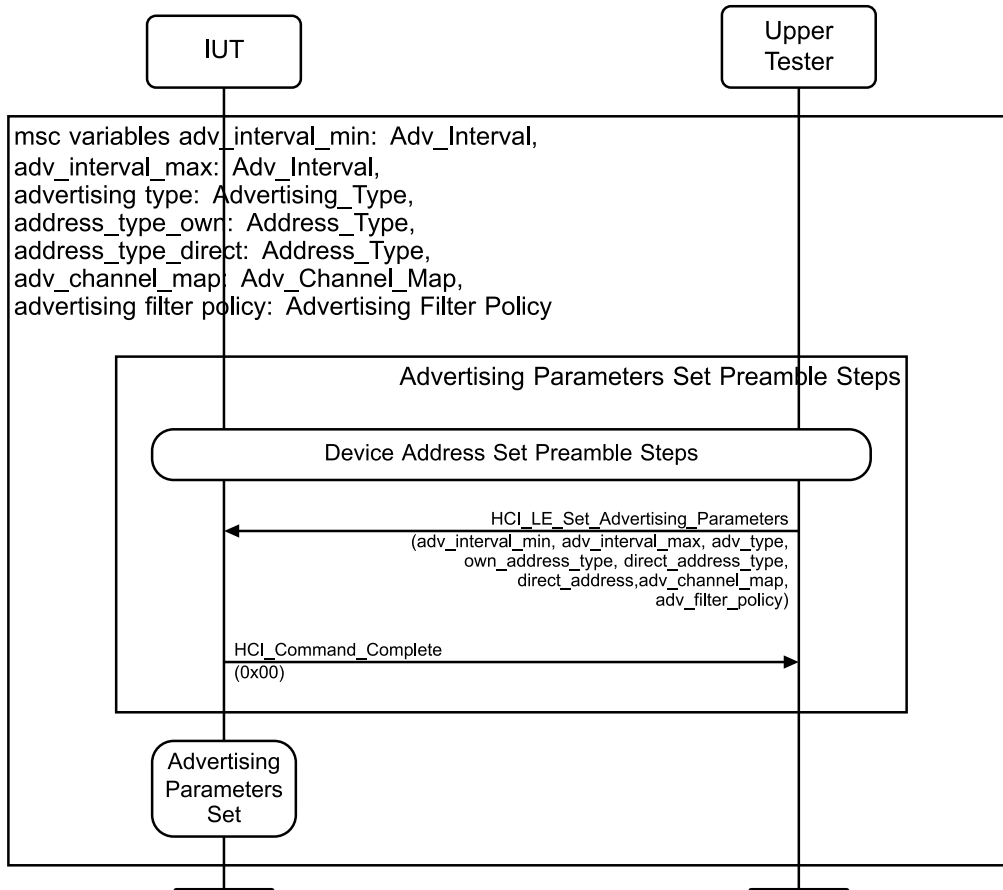 IUT
Upper
Tester
msc variables adv_interval_min: Adv_Interval,
adv_interval_max: Adv_Interval,
advertising type: Advertising_Type,
address_type_own: Address_Type,
address_type_direct: Address_Type,
adv_channel_map: Adv_Channel_Map,
advertising filter policy: Advertising Filter Policy
Advertising Parameters Set Preamble Steps
Device Address Set Preamble Steps
HCI_LE_Set_Advertising_Parameters
(adv_interval_min, adv_interval_max, adv_type,
own_address_type, direct_address_type,
direct_address,adv_channel_map,
adv_filter_policy)
HCI_Command_Complete
(0x00)
Advertising
Parameters
Set